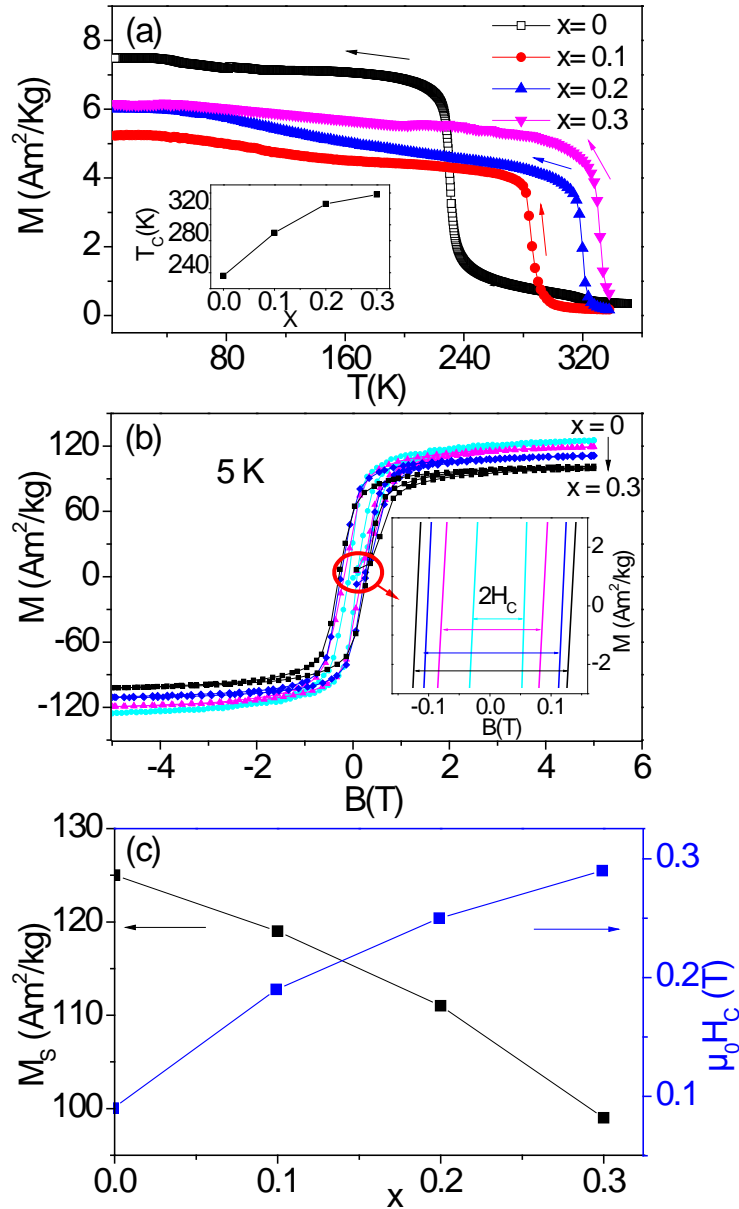 (a)
x= 0
x= 0.1
x= 0.2
x= 0.3
8
6
4
2
0
M (Am²/Kg)
320
280
240
T_C(K)
0.0 0.1 0.2 0.3
X
80 160 240 320
T(K)
(b)
5 K
x = 0
x = 0.3
120
60
0
-60
-120
M (Am²/kg)
2H_C
2
0
-2
M (Am²/kg)
-0.1 0.0 0.1
B(T)
-4 -2 0 2 4 6
B(T)
(c)
130
120
110
100
M_S (Am²/kg)
0.3
0.2
0.1
μ₀H_C (T)
0.0 0.1 0.2 0.3
x